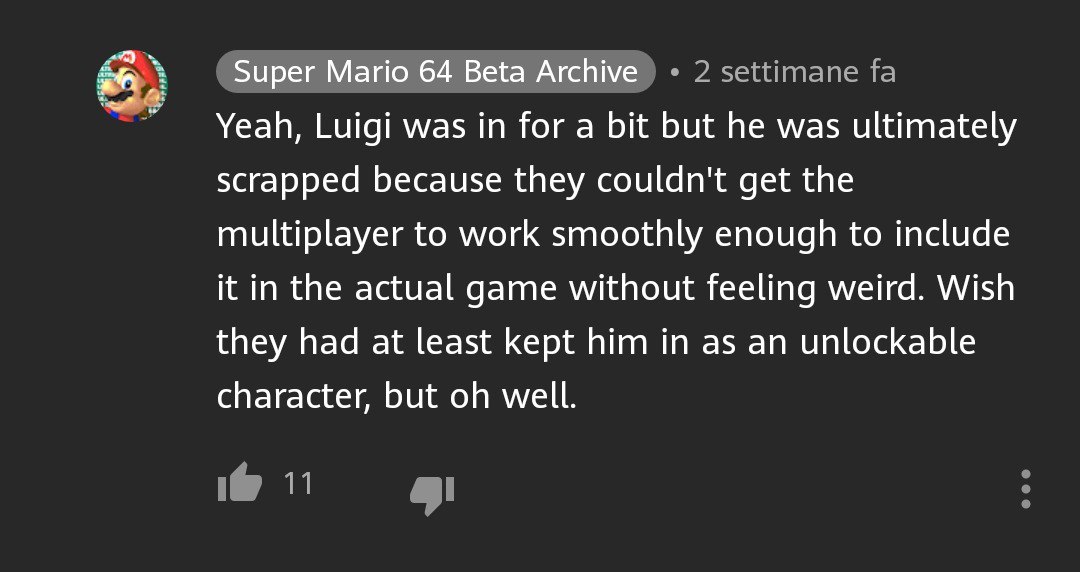 Super Mario 64 Beta Archive • 2 settimane fa
Yeah, Luigi was in for a bit but he was ultimately
scrapped because they couldn't get the
multiplayer to work smoothly enough to include
it in the actual game without feeling weird. Wish
they had at least kept him in as an unlockable
character, but oh well.
11